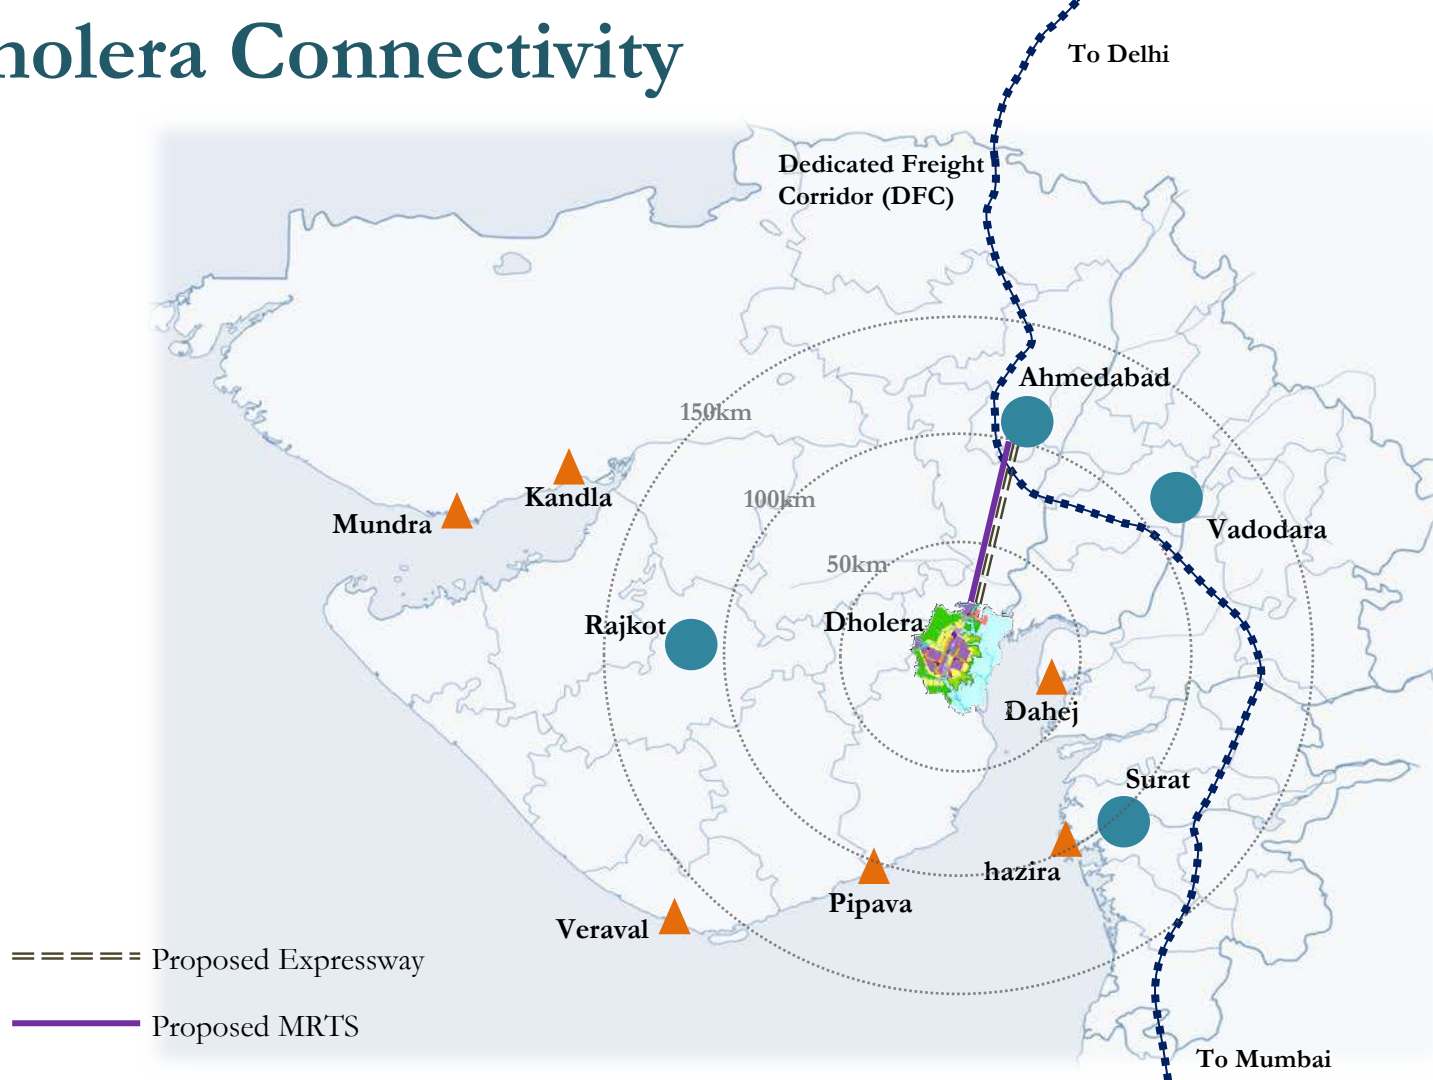 holera Connectivity
To Delhi
Dedicated Freight
Corridor (DFC)
Ahmedabad
150km
Kandla
100km
Mundra
Vadodara
50km
Rajkot
Dholera
Dahej
Surat
hazira
Pipava
Veraval
Proposed Expressway
Proposed MRTS
To Mumbai